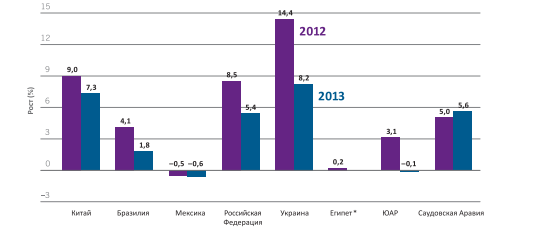 15
14,4
2012
12
9
9,0
8,5
8,2
7,3
2013
Рост (%)
6
5,4
5,0
5,6
4,1
3
3,1
1,8
0
–0,5
–0,6
0,2
–0,1
–3
Китай
Бразилия
Мексика
Российская
Федерация
Украина
Египет*
ЮАР
Саудовская Аравия